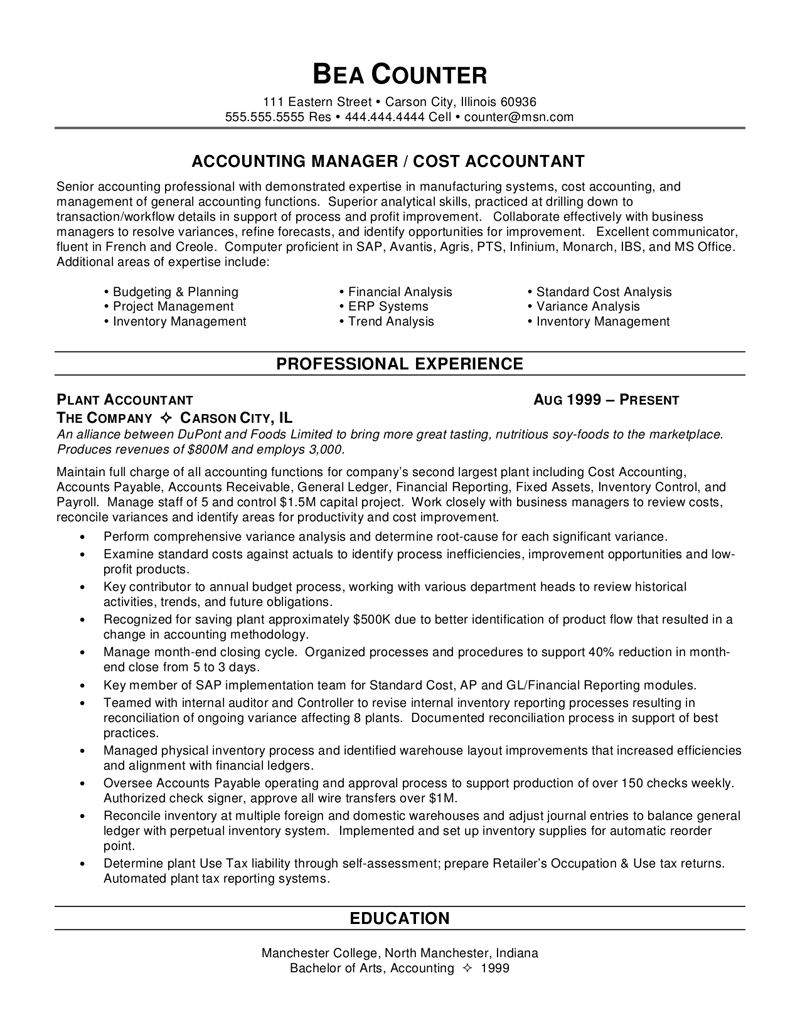 BEA COUNTER
111 Eastern Street • Carson City, Illinois 60936
555.555.5555 Res • 444.444.4444 Cell • counter@msn.com
ACCOUNTING MANAGER / COST ACCOUNTANT
Senior accounting professional with demonstrated expertise in manufacturing systems, cost accounting, and
management of general accounting functions.  Superior analytical skills, practiced at drilling down to
transaction/workflow details in support of process and profit improvement.   Collaborate effectively with business
managers to resolve variances, refine forecasts, and identify opportunities for improvement.   Excellent communicator,
fluent in French and Creole.  Computer proficient in SAP, Avantis, Agris, PTS, Infinium, Monarch, IBS, and MS Office.
Additional areas of expertise include:
• Budgeting & Planning • Financial Analysis • Standard Cost Analysis
• Project Management • ERP Systems • Variance Analysis
• Inventory Management • Trend Analysis • Inventory Management
PROFESSIONAL EXPERIENCE
PLANT ACCOUNTANT AUG 1999 – PRESENT
THE COMPANY ✧ CARSON CITY, IL
An alliance between DuPont and Foods Limited to bring more great tasting, nutritious soy-foods to the marketplace.
Produces revenues of $800M and employs 3,000.
Maintain full charge of all accounting functions for company's second largest plant including Cost Accounting,
Accounts Payable, Accounts Receivable, General Ledger, Financial Reporting, Fixed Assets, Inventory Control, and
Payroll.  Manage staff of 5 and control $1.5M capital project.  Work closely with business managers to review costs,
reconcile variances and identify areas for productivity and cost improvement.
• Perform comprehensive variance analysis and determine root-cause for each significant variance.
• Examine standard costs against actuals to identify process inefficiencies, improvement opportunities and low-
profit products.
• Key contributor to annual budget process, working with various department heads to review historical
activities, trends, and future obligations.
• Recognized for saving plant approximately $500K due to better identification of product flow that resulted in a
change in accounting methodology.
• Manage month-end closing cycle.  Organized processes and procedures to support 40% reduction in month-
end close from 5 to 3 days.
• Key member of SAP implementation team for Standard Cost, AP and GL/Financial Reporting modules.
• Teamed with internal auditor and Controller to revise internal inventory reporting processes resulting in
reconciliation of ongoing variance affecting 8 plants.  Documented reconciliation process in support of best
practices.
• Managed physical inventory process and identified warehouse layout improvements that increased efficiencies
and alignment with financial ledgers.
• Oversee Accounts Payable operating and approval process to support production of over 150 checks weekly.
Authorized check signer, approve all wire transfers over $1M.
• Reconcile inventory at multiple foreign and domestic warehouses and adjust journal entries to balance general
ledger with perpetual inventory system.  Implemented and set up inventory supplies for automatic reorder
point.
• Determine plant Use Tax liability through self-assessment; prepare Retailer's Occupation & Use tax returns.
Automated plant tax reporting systems.
EDUCATION
Manchester College, North Manchester, Indiana
Bachelor of Arts, Accounting ✧ 1999